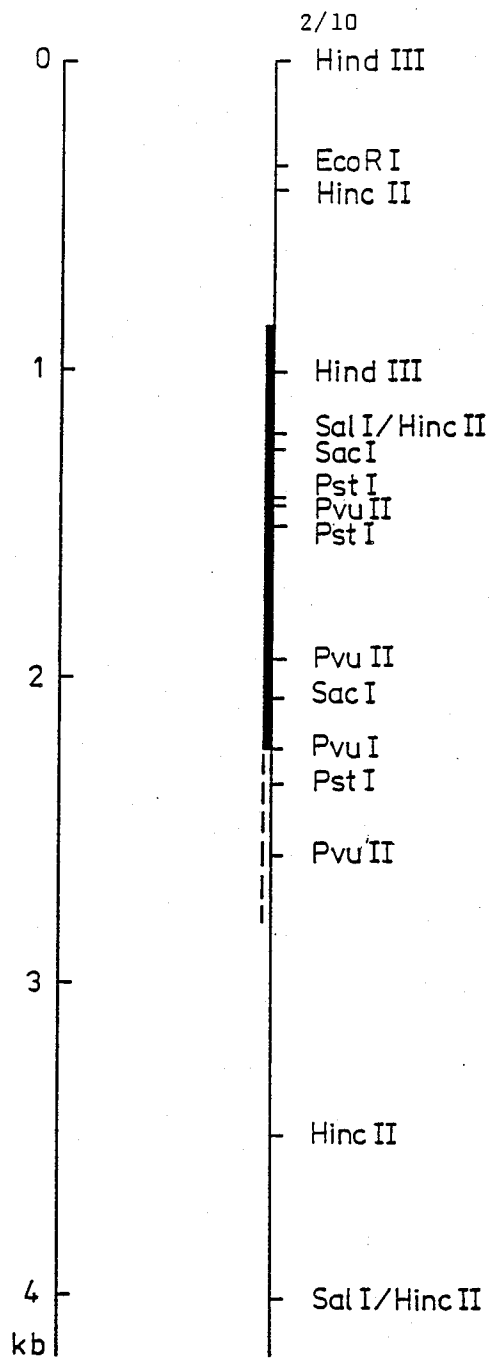 2/10
0 Hind III
EcoR I
Hinc II
1 Hind III
Sal I/Hinc II
Sac I
Pst I
Pvu II
Pst I
Pvu II
2
Sac I
Pvu I
Pst I
Pvu II
3
Hinc II
4 Sal I/Hinc II
kb